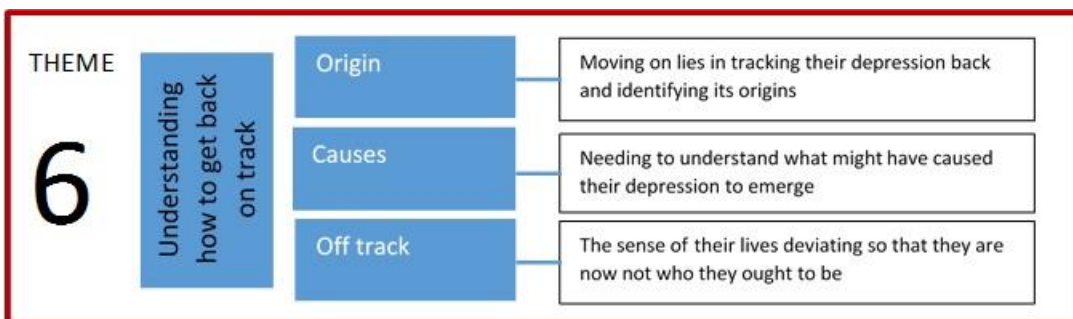 THEME
6
Understanding
how to get back
on track
Origin
Moving on lies in tracking their depression back
and identifying its origins
Causes
Needing to understand what might have caused
their depression to emerge
Off track
The sense of their lives deviating so that they are
now not who they ought to be